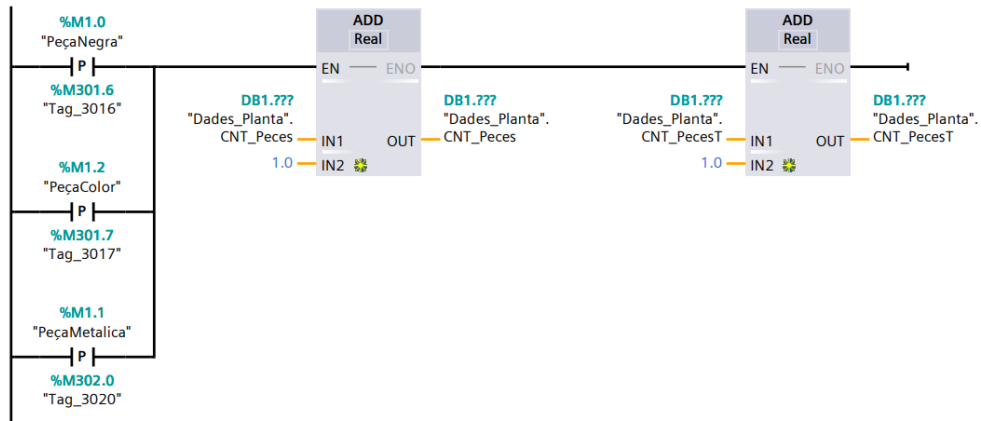 %M1.0
"PeçaNegra"
P
%M301.6
"Tag_3016"
%M1.2
"PeçaColor"
P
%M301.7
"Tag_3017"
%M1.1
"PeçaMetalica"
P
%M302.0
"Tag_3020"
ADD
Real
EN
ENO
DB1.???
"Dades_Planta".
CNT_Peces
IN1
1.0
IN2
OUT
DB1.???
"Dades_Planta".
CNT_Peces
ADD
Real
EN
ENO
DB1.???
"Dades_Planta".
CNT_PecesT
IN1
1.0
IN2
OUT
DB1.???
"Dades_Planta".
CNT_PecesT